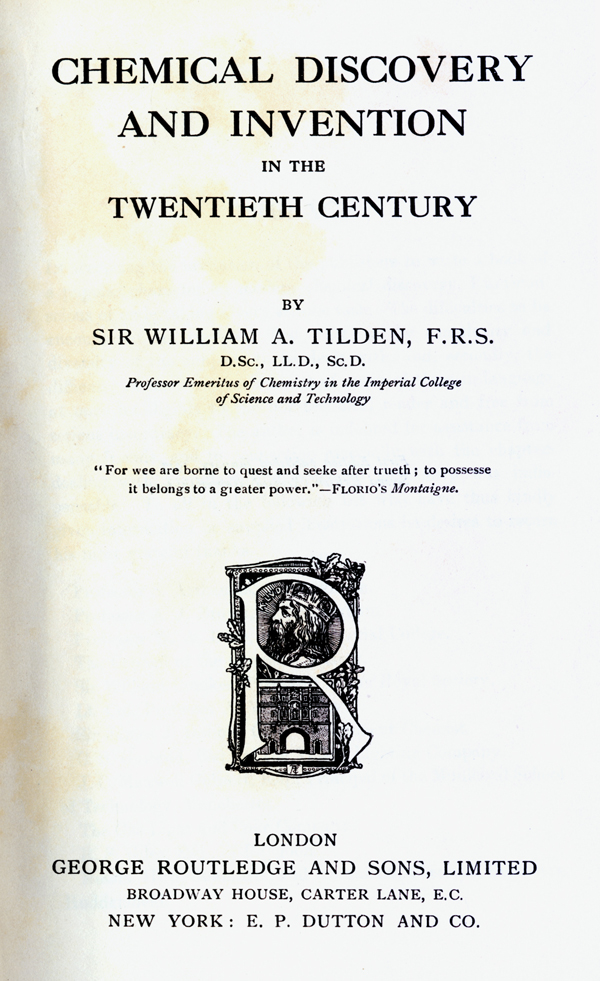 CHEMICAL DISCOVERY
AND INVENTION
IN THE
TWENTIETH CENTURY
BY
SIR WILLIAM A. TILDEN, F.R.S.
D.Sc., LL.D., Sc.D.
Professor Emeritus of Chemistry in the Imperial College
of Science and Technology
"For wee are borne to quest and seeke after trueth ; to possesse
it belongs to a greater power."—FLORIO'S Montaigne.
R
LONDON
GEORGE ROUTLEDGE AND SONS, LIMITED
BROADWAY HOUSE, CARTER LANE, E.C.
NEW YORK: E. P. DUTTON AND CO.